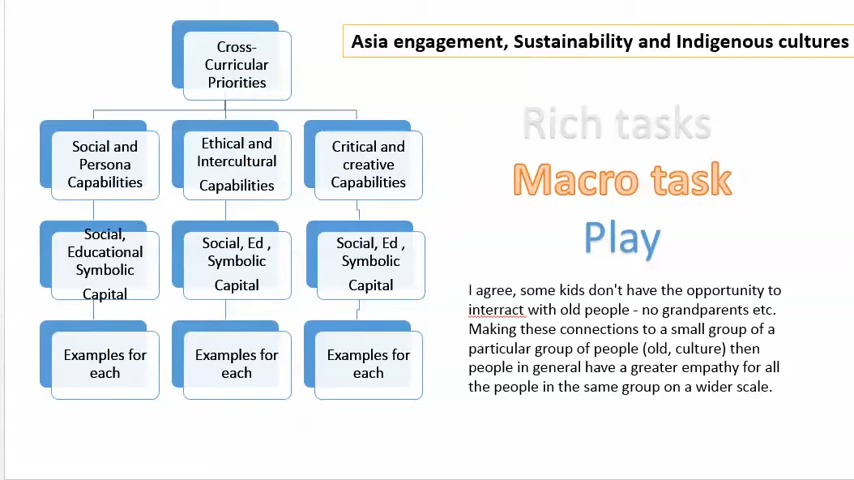 Asia engagement, Sustainability and Indigenous cultures
Cross-
Curricular
Priorities
Social and
Persona
Capabilities
Ethical and
Intercultural
Capabilities
Critical and
creative
Capabilities
Social,
Educational
Symbolic
Capital
Social, Ed ,
Symbolic
Capital
Social, Ed ,
Symbolic
Capital
Examples for
each
Examples for
each
Examples for
each
Rich tasks
Macro task
Play
I agree, some kids don't have the opportunity to
interract with old people - no grandparents etc.
Making these connections to a small group of a
particular group of people (old, culture) then
people in general have a greater empathy for all
the people in the same group on a wider scale.